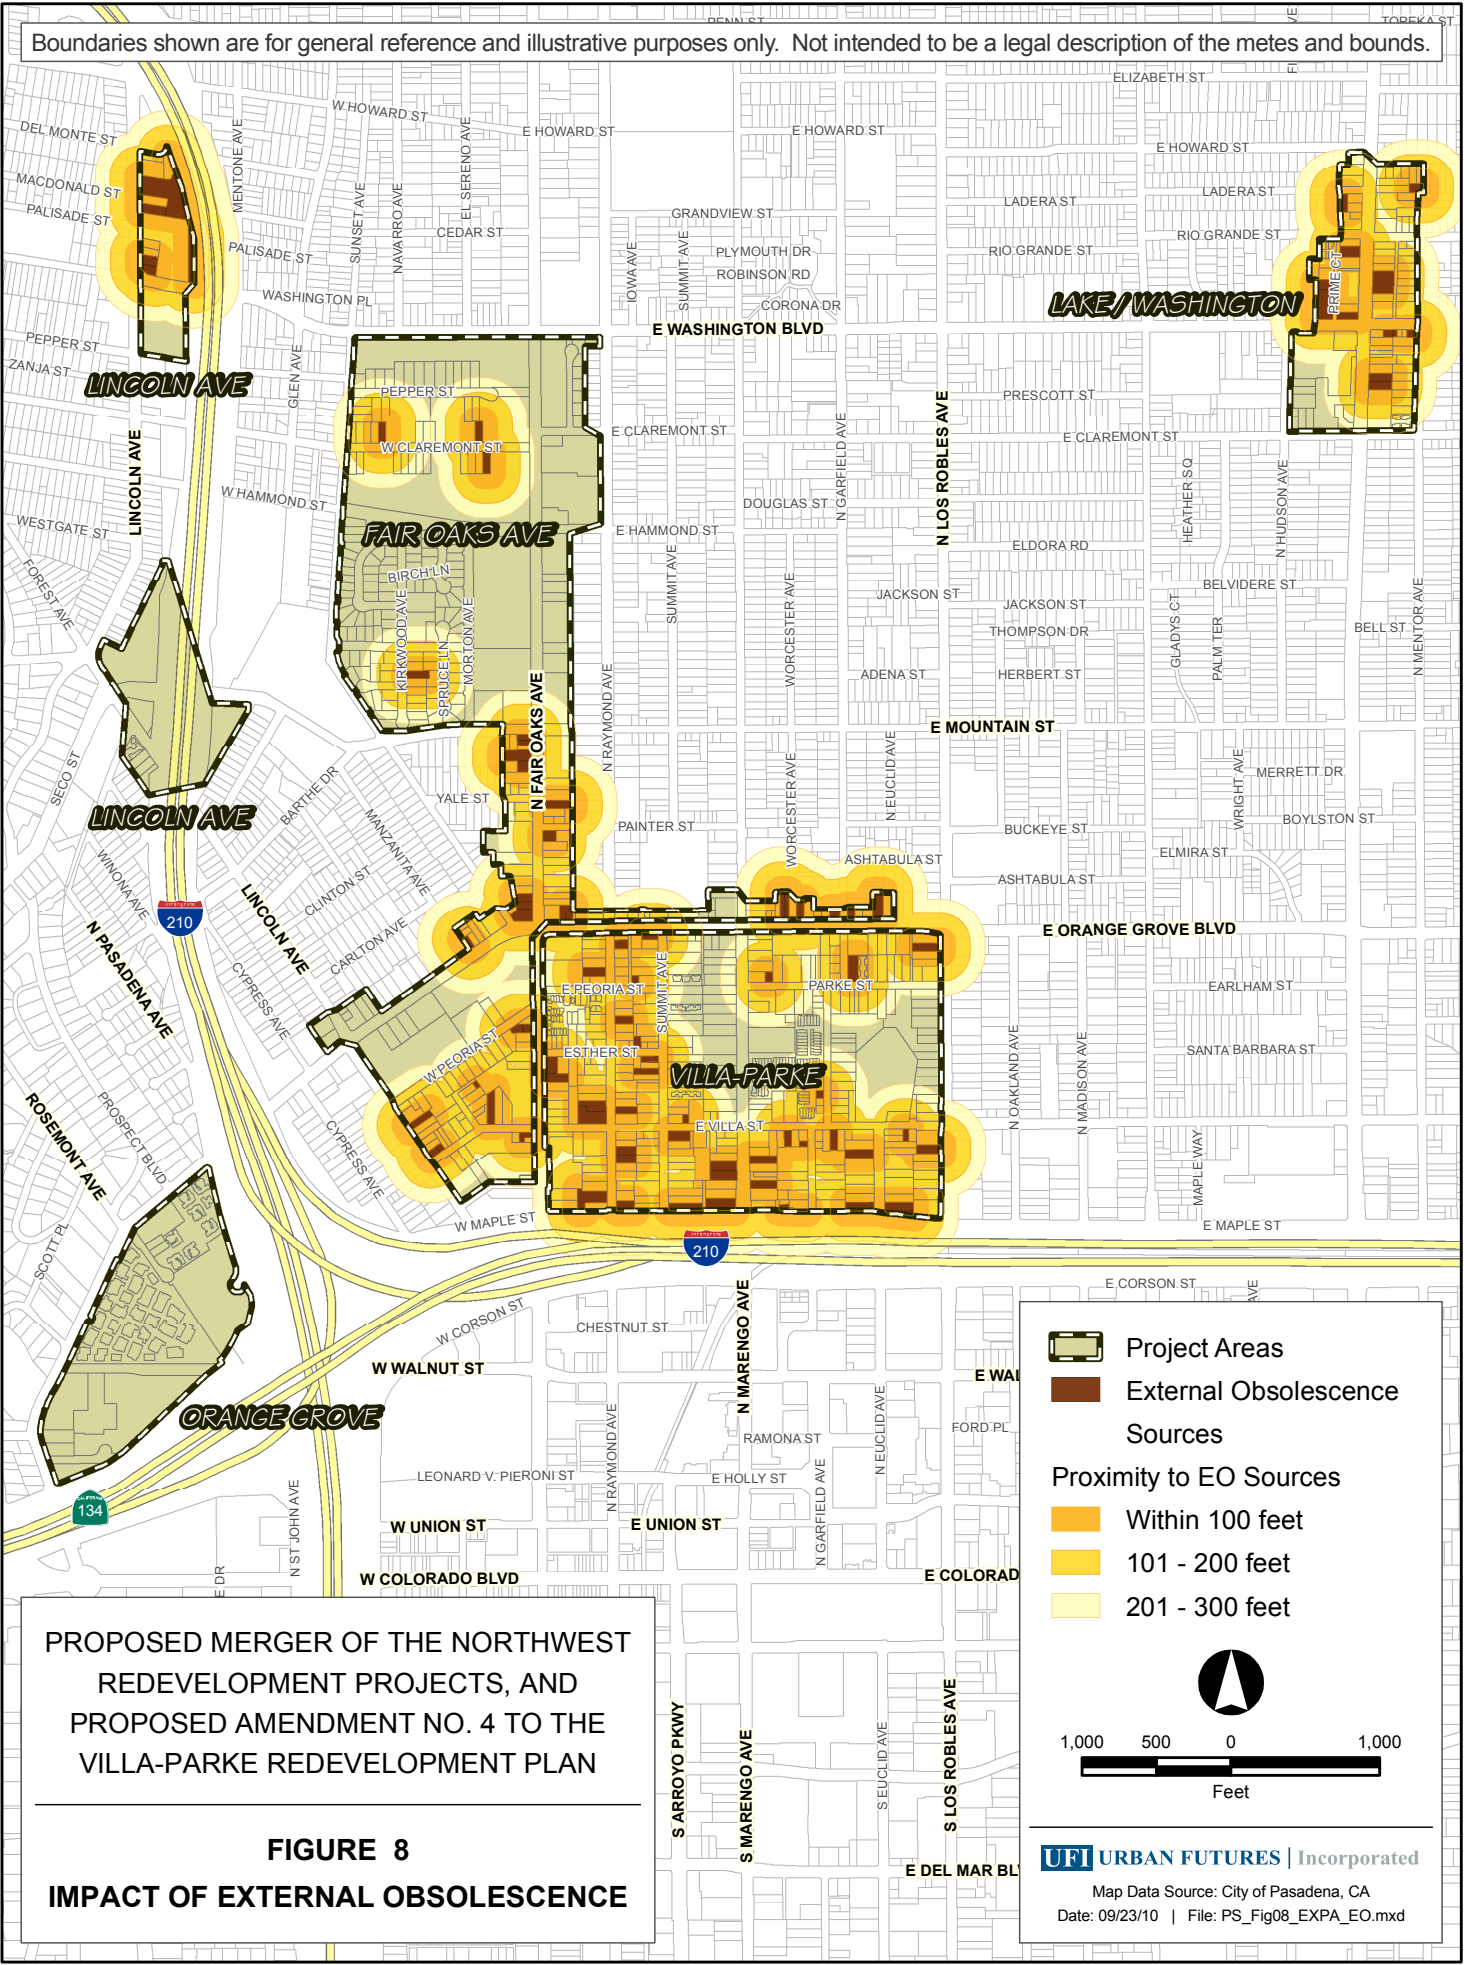 PENN ST
TOPEKA ST
Boundaries shown are for general reference and illustrative purposes only. Not intended to be a legal description of the metes and bounds.
ELIZABETH ST
W HOWARD ST
E HOWARD ST
E HOWARD ST
E HOWARD ST
DEL MONTE ST
MENTONE AVE
EL SERENO AVE
MACDONALD ST
PALISADE ST
PALISADE ST
SUNSET AVE
NAVARRO AVE
CEDAR ST
GRANDVIEW ST
PLYMOUTH DR
ROBINSON RD
CORONA DR
IOWA AVE
SUMMIT AVE
LADERA ST
LADERA ST
RIO GRANDE ST
RIO GRANDE ST
PRIME CT
WASHINGTON PL
LAKE/WASHINGTON
E WASHINGTON BLVD
PEPPER ST
ZANJA ST
LINCOLN AVE
GLEN AVE
PEPPER ST
W CLAREMONT ST
E CLAREMONT ST
E CLAREMONT ST
PRESCOTT ST
LINCOLN AVE
W HAMMOND ST
WESTGATE ST
FOREST AVE
FAIR OAKS AVE
E HAMMOND ST
DOUGLAS ST
N GARFIELD AVE
N LOS ROBLES AVE
HEATHER SQ
N HUDSON AVE
ELDORA RD
BIRCH LN
KIRKWOOD AVE
SPRUCE LN
MORTON AVE
SUMMIT AVE
WORCESTER AVE
JACKSON ST
JACKSON ST
THOMPSON DR
BELVIDERE ST
GLADYS CT
PALM TER
BELL ST
N MENTOR AVE
ADENA ST
HERBERT ST
N FAIR OAKS AVE
N RAYMOND AVE
E MOUNTAIN ST
SECO ST
LINCOLN AVE
BARTHE DR
YALE ST
MANZANITA AVE
PAINTER ST
WORCESTER AVE
N EUCLID AVE
MERRETT DR
WRIGHT AVE
BUCKEYE ST
BOYLSTON ST
ELMIRA ST
ASHTABULA ST
ASHTABULA ST
WINONA AVE
CLINTON ST
LINCOLN AVE
CARLTON AVE
210
N PASADENA AVE
CYPRESS AVE
E ORANGE GROVE BLVD
E PEORIA ST
SUMMIT AVE
PARKE ST
EARLHAM ST
W PEORIA ST
ESTHER ST
SANTA BARBARA ST
VILLA-PARKE
N OAKLAND AVE
N MADISON AVE
E VILLA ST
ROSEMONT AVE
PROSPECT BLVD
CYPRESS AVE
MAPLE WAY
SCOTT PL
W MAPLE ST
E MAPLE ST
210
E CORSON ST
AVE
W CORSON ST
CHESTNUT ST
N MARENGO AVE
W WALNUT ST
E WAL
ORANGE GROVE
N RAYMOND AVE
N EUCLID AVE
RAMONA ST
FORD PL
LEONARD V. PIERONI ST
E HOLLY ST
CALIFORNIA
134
N ST JOHN AVE
W UNION ST
E UNION ST
N GARFIELD AVE
E DR
W COLORADO BLVD
E COLORAD
S ARROYO PKWY
S MARENGO AVE
S EUCLID AVE
S LOS ROBLES AVE
E DEL MAR BLV
Project Areas
External Obsolescence
Sources
Proximity to EO Sources
Within 100 feet
101 - 200 feet
201 - 300 feet
1,000 500 0 1,000
Feet
UFI URBAN FUTURES | Incorporated
Map Data Source: City of Pasadena, CA
Date: 09/23/10 | File: PS_Fig08_EXPA_EO.mxd
PROPOSED MERGER OF THE NORTHWEST
REDEVELOPMENT PROJECTS, AND
PROPOSED AMENDMENT NO. 4 TO THE
VILLA-PARKE REDEVELOPMENT PLAN
FIGURE 8
IMPACT OF EXTERNAL OBSOLESCENCE